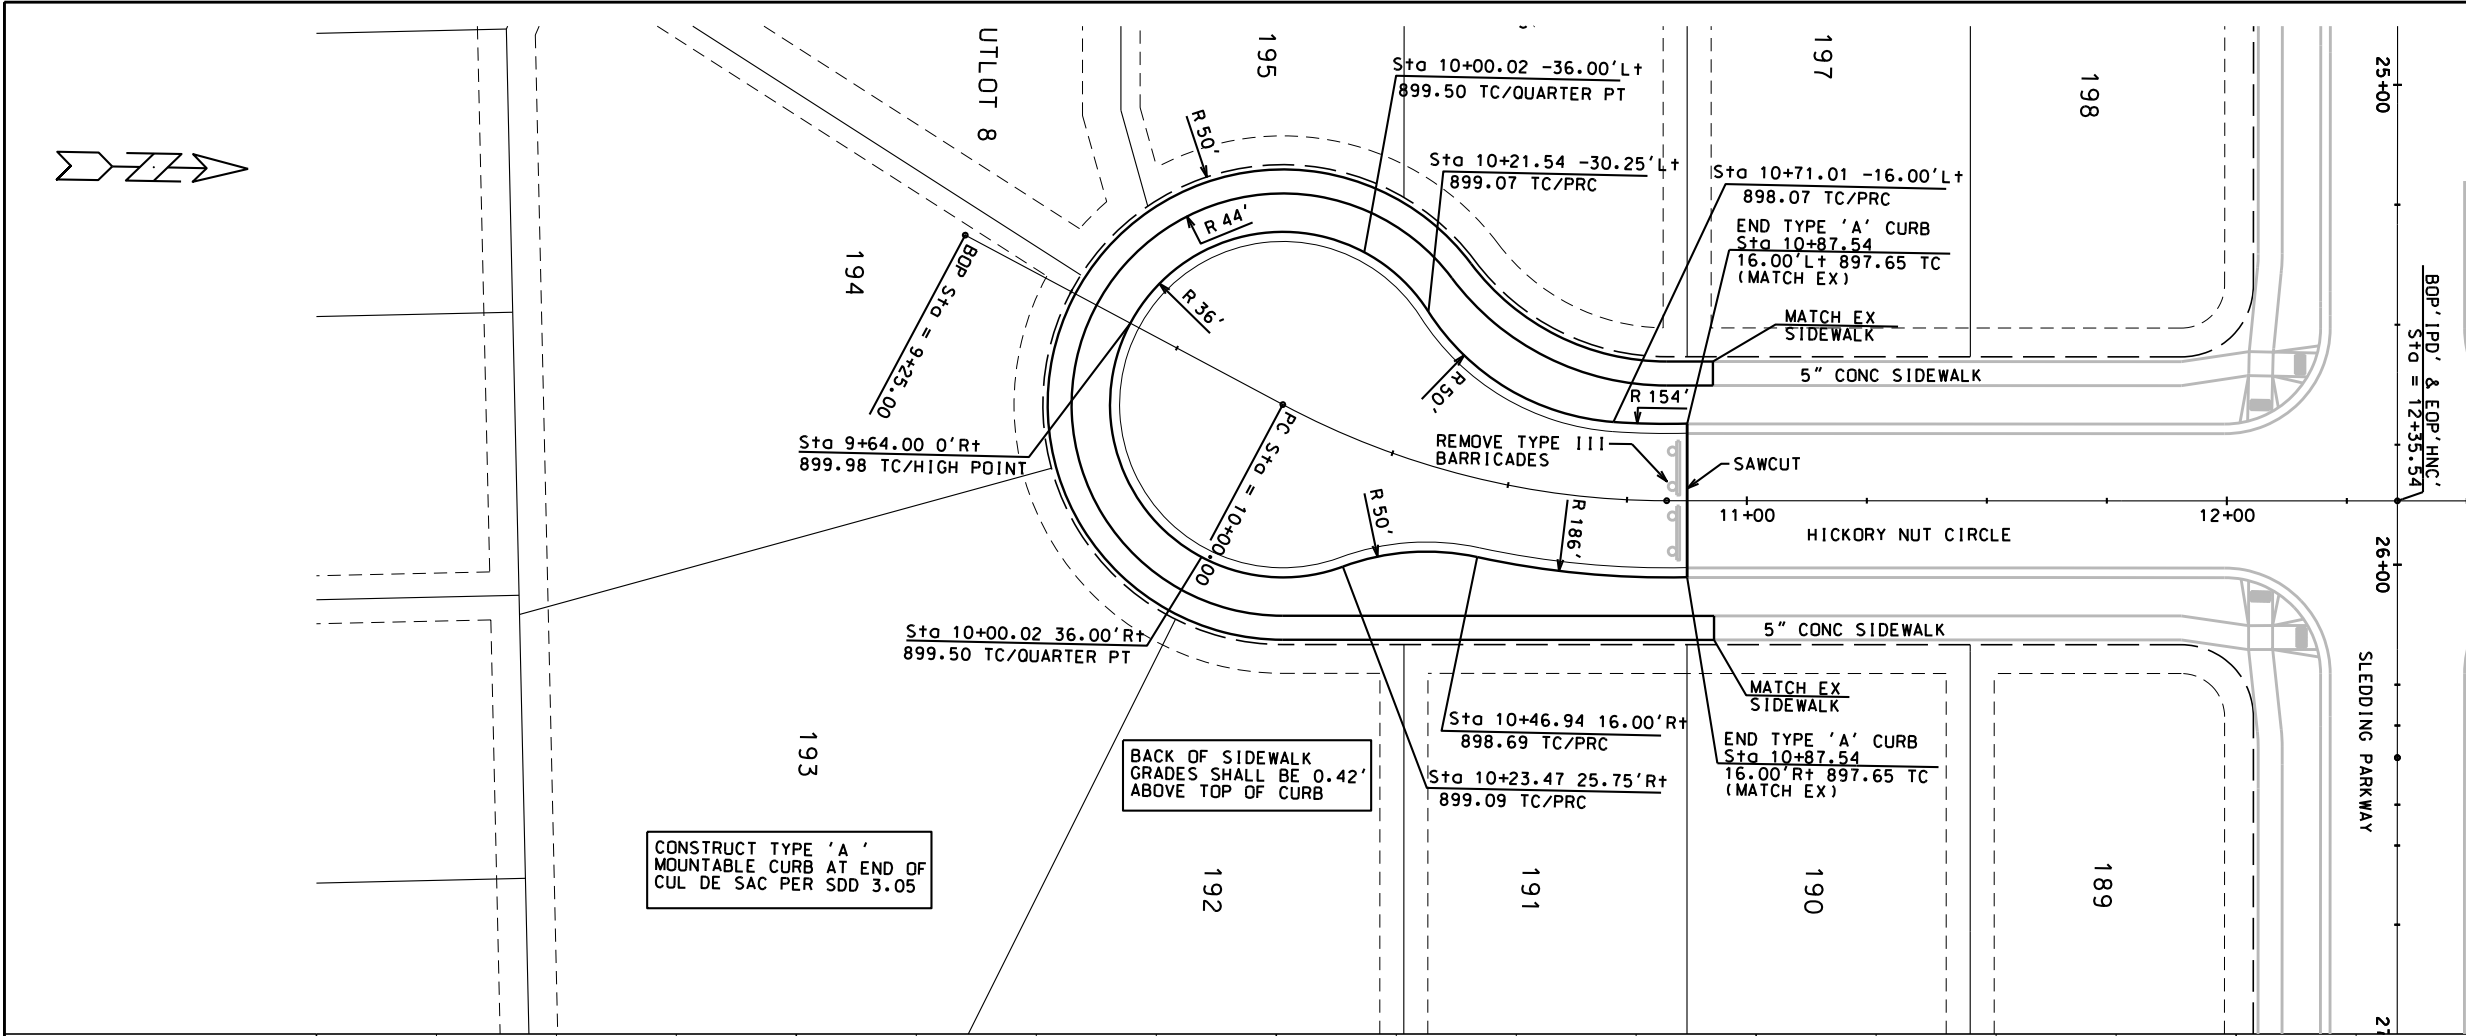 UTLOT 8
195
197
198
25+00
Sta 10+00.02 -36.00'Lt
899.50 TC/QUARTER PT
R 50'
Sta 10+21.54 -30.25'Lt
899.07 TC/PRC
Sta 10+71.01 -16.00'Lt
898.07 TC/PRC
END TYPE 'A' CURB
Sta 10+87.54
16.00'Lt 897.65 TC
(MATCH EX)
R 44'
R 36'
194
BOP Sta = 9+25.00
MATCH EX
SIDEWALK
5" CONC SIDEWALK
R 50'
R 154'
BOP'IPD' & EOP'HNC'
Sta = 12+35.54
Sta 9+64.00 0'Rt
899.98 TC/HIGH POINT
PC Sta = 10+00.00
REMOVE TYPE III
BARRICADES
SAWCUT
R 50'
R 186'
11+00
12+00
HICKORY NUT CIRCLE
26+00
Sta 10+00.02 36.00'Rt
899.50 TC/QUARTER PT
5" CONC SIDEWALK
SLEDDING PARKWAY
MATCH EX
SIDEWALK
Sta 10+46.94 16.00'Rt
898.69 TC/PRC
END TYPE 'A' CURB
Sta 10+87.54
16.00'Rt 897.65 TC
(MATCH EX)
193
BACK OF SIDEWALK
GRADES SHALL BE 0.42'
ABOVE TOP OF CURB
Sta 10+23.47 25.75'Rt
899.09 TC/PRC
CONSTRUCT TYPE 'A '
MOUNTABLE CURB AT END OF
CUL DE SAC PER SDD 3.05
192
191
190
189